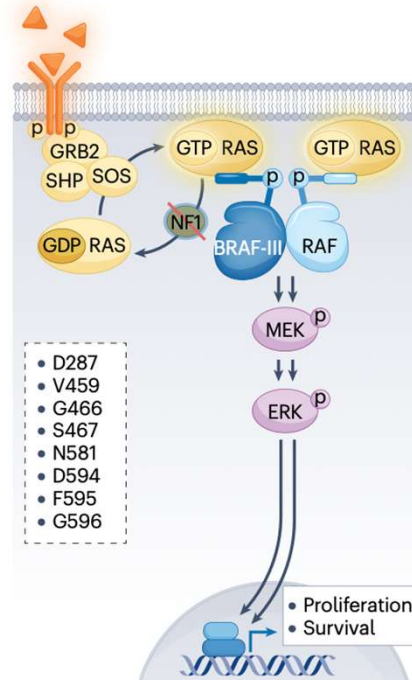 p p
GRB2
SHP SOS
GTP RAS
GTP RAS
NF1
p p
GDP RAS
BRAF-III RAF
MEK p
ERK p
• D287
• V459
• G466
• S467
• N581
• D594
• F595
• G596
• Proliferation
• Survival